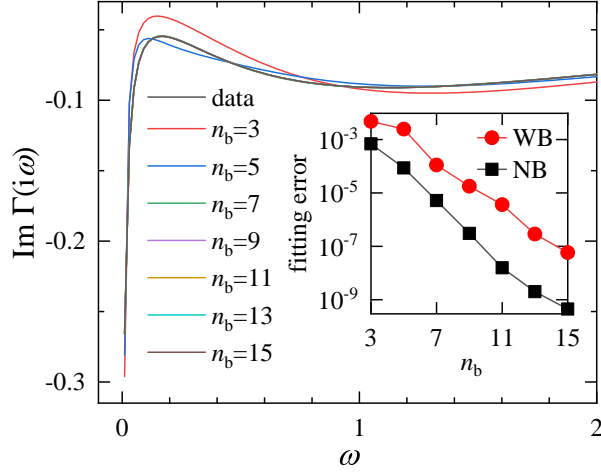 -0.1
-0.2
-0.3
Im Γ(iω)
0
1
2
ω
data
n_b=3
n_b=5
n_b=7
n_b=9
n_b=11
n_b=13
n_b=15
10^-3
10^-5
10^-7
10^-9
fitting error
WB
NB
3
7
11
15
n_b